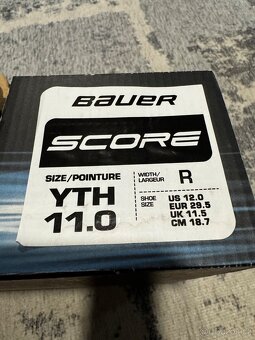 BAUER
SCORE
SIZE/POINTURE
YTH
11.0
WIDTH/
LARGEUR
R
SHOE
SIZE
US 12.0
EUR 29.5
UK 11.5
CM 18.7